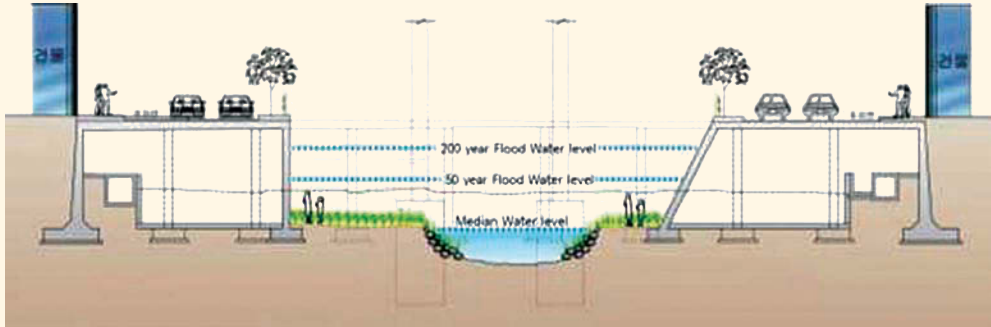 건물
건물
200 year Flood Water level
50 year Flood Water level
Median Water level